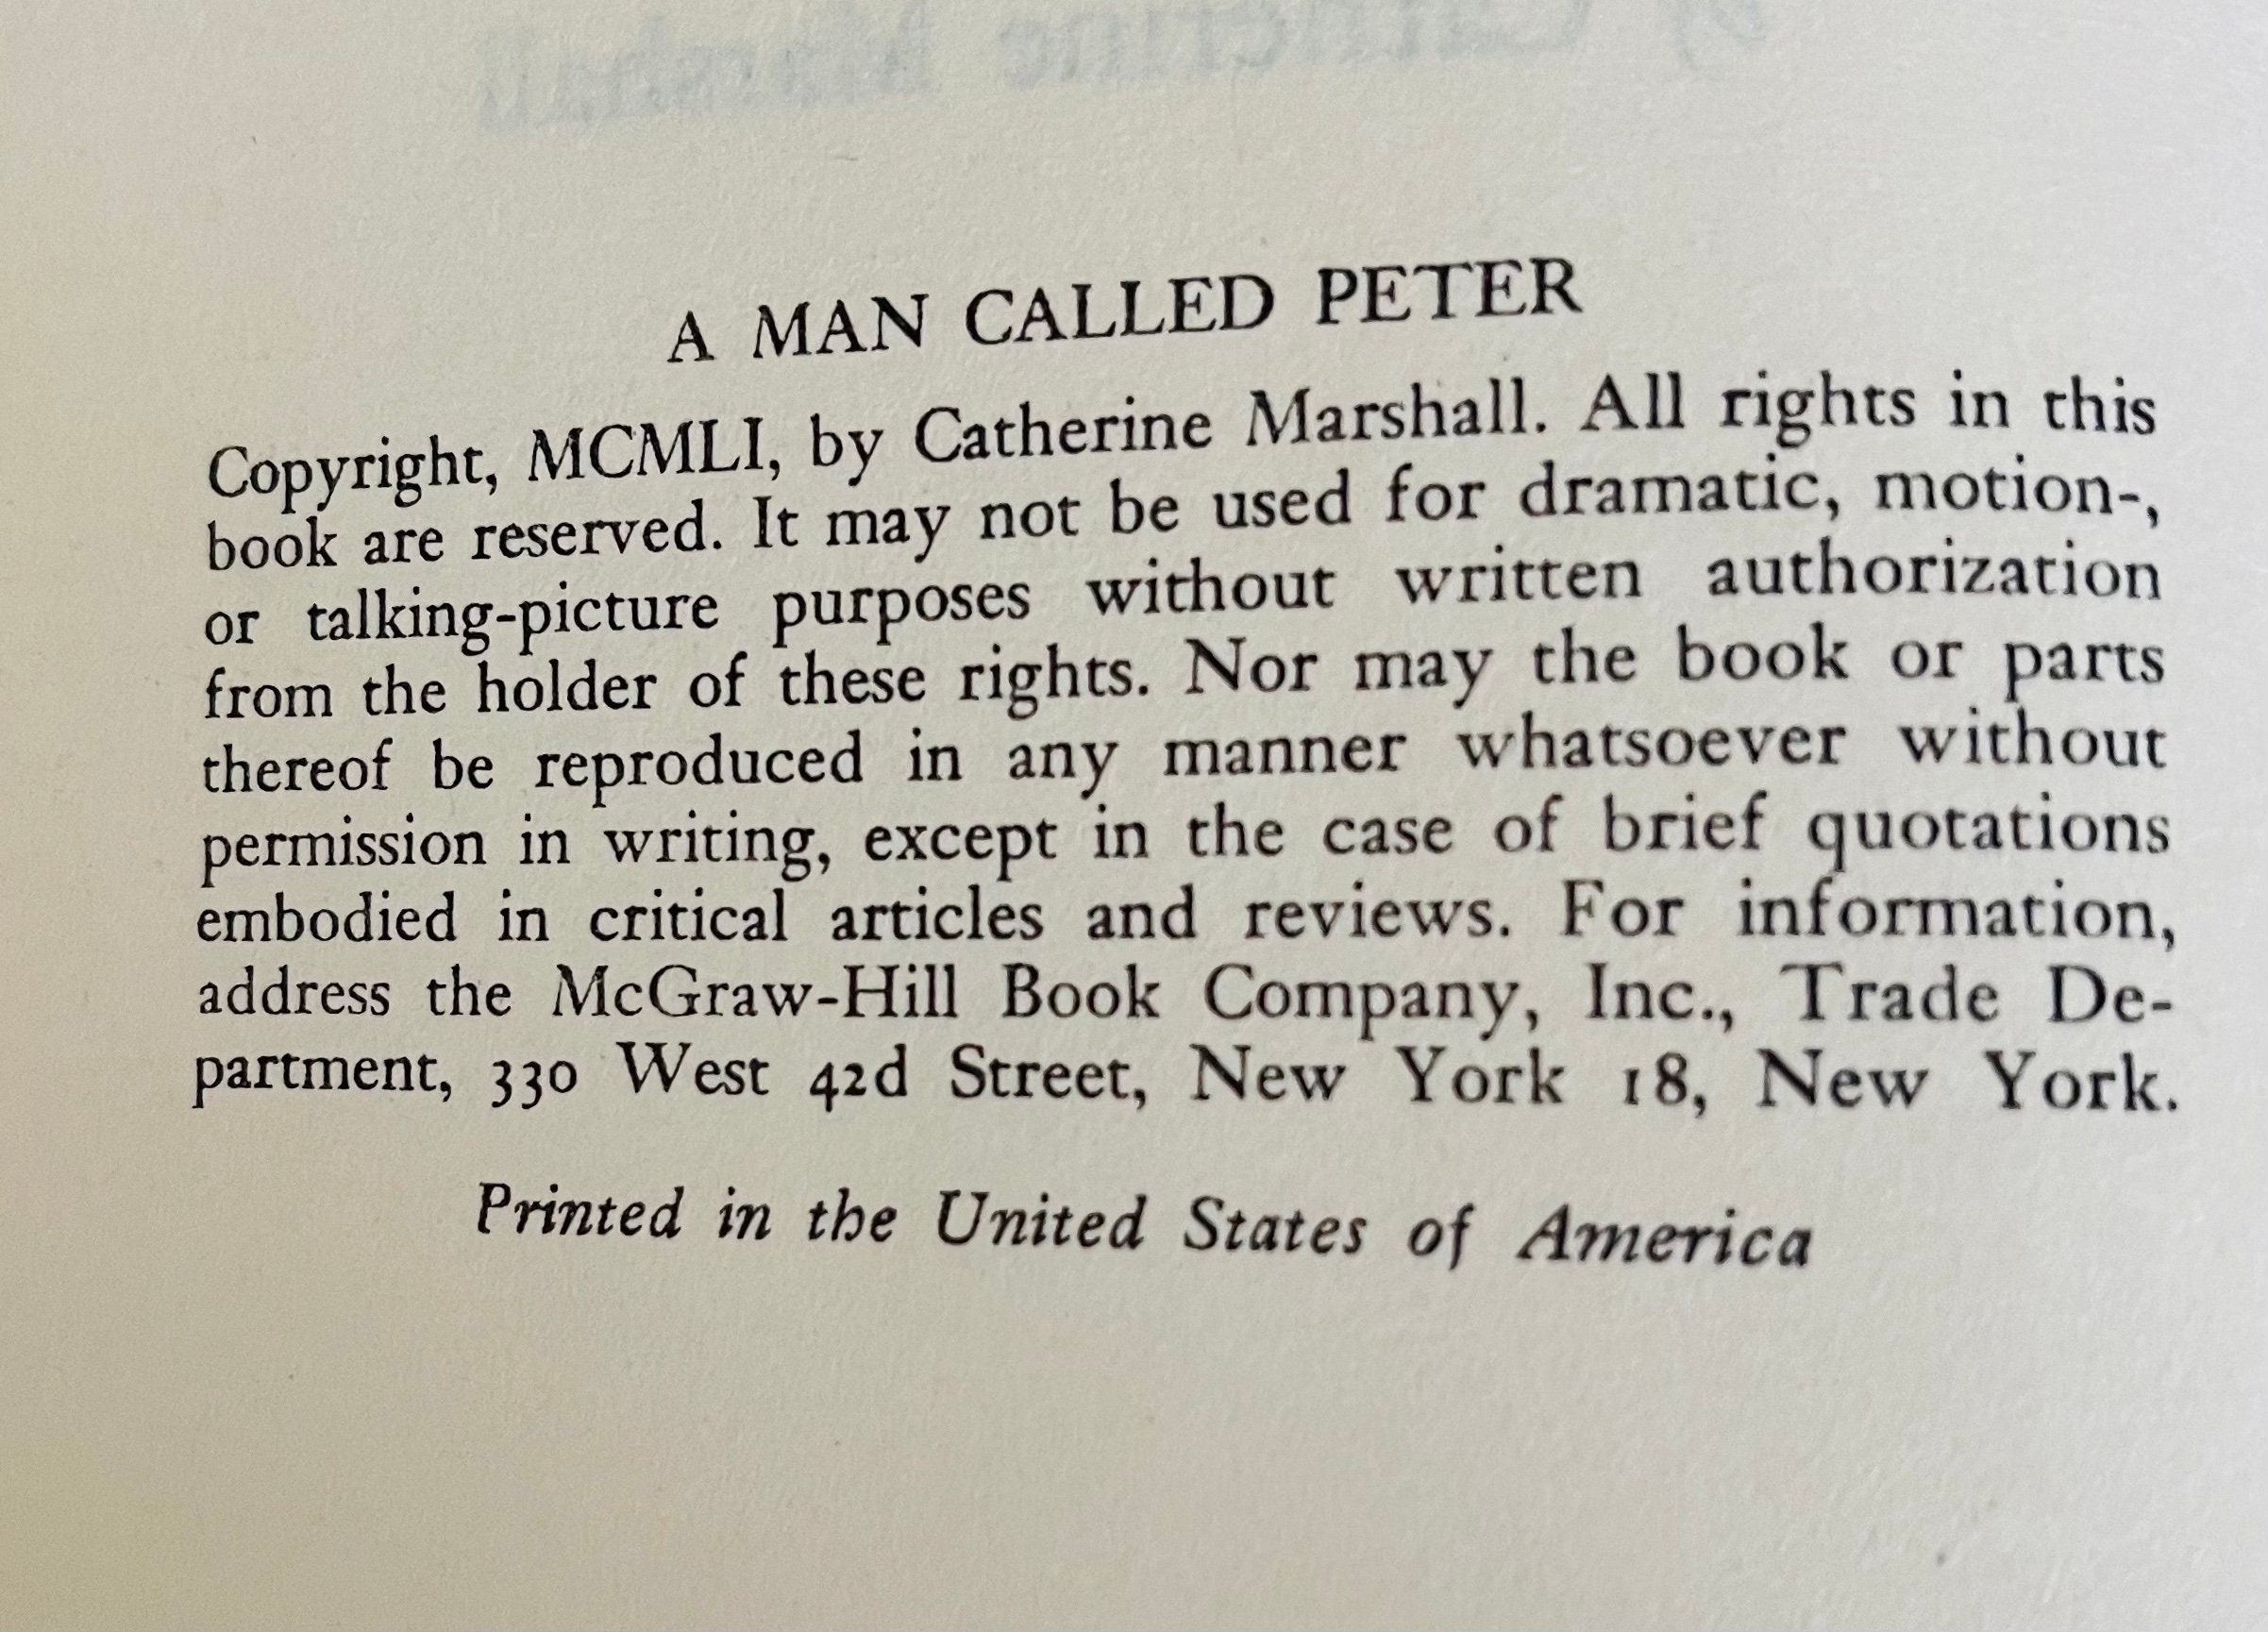 A MAN CALLED PETER
Copyright, MCMLI, by Catherine Marshall. All rights in this
book are reserved. It may not be used for dramatic, motion-,
or talking-picture purposes without written authorization
from the holder of these rights. Nor may the book or parts
thereof be reproduced in any manner whatsoever without
permission in writing, except in the case of brief quotations
embodied in critical articles and reviews. For information,
address the McGraw-Hill Book Company, Inc., Trade De-
partment, 330 West 42d Street, New York 18, New York.
Printed in the United States of America